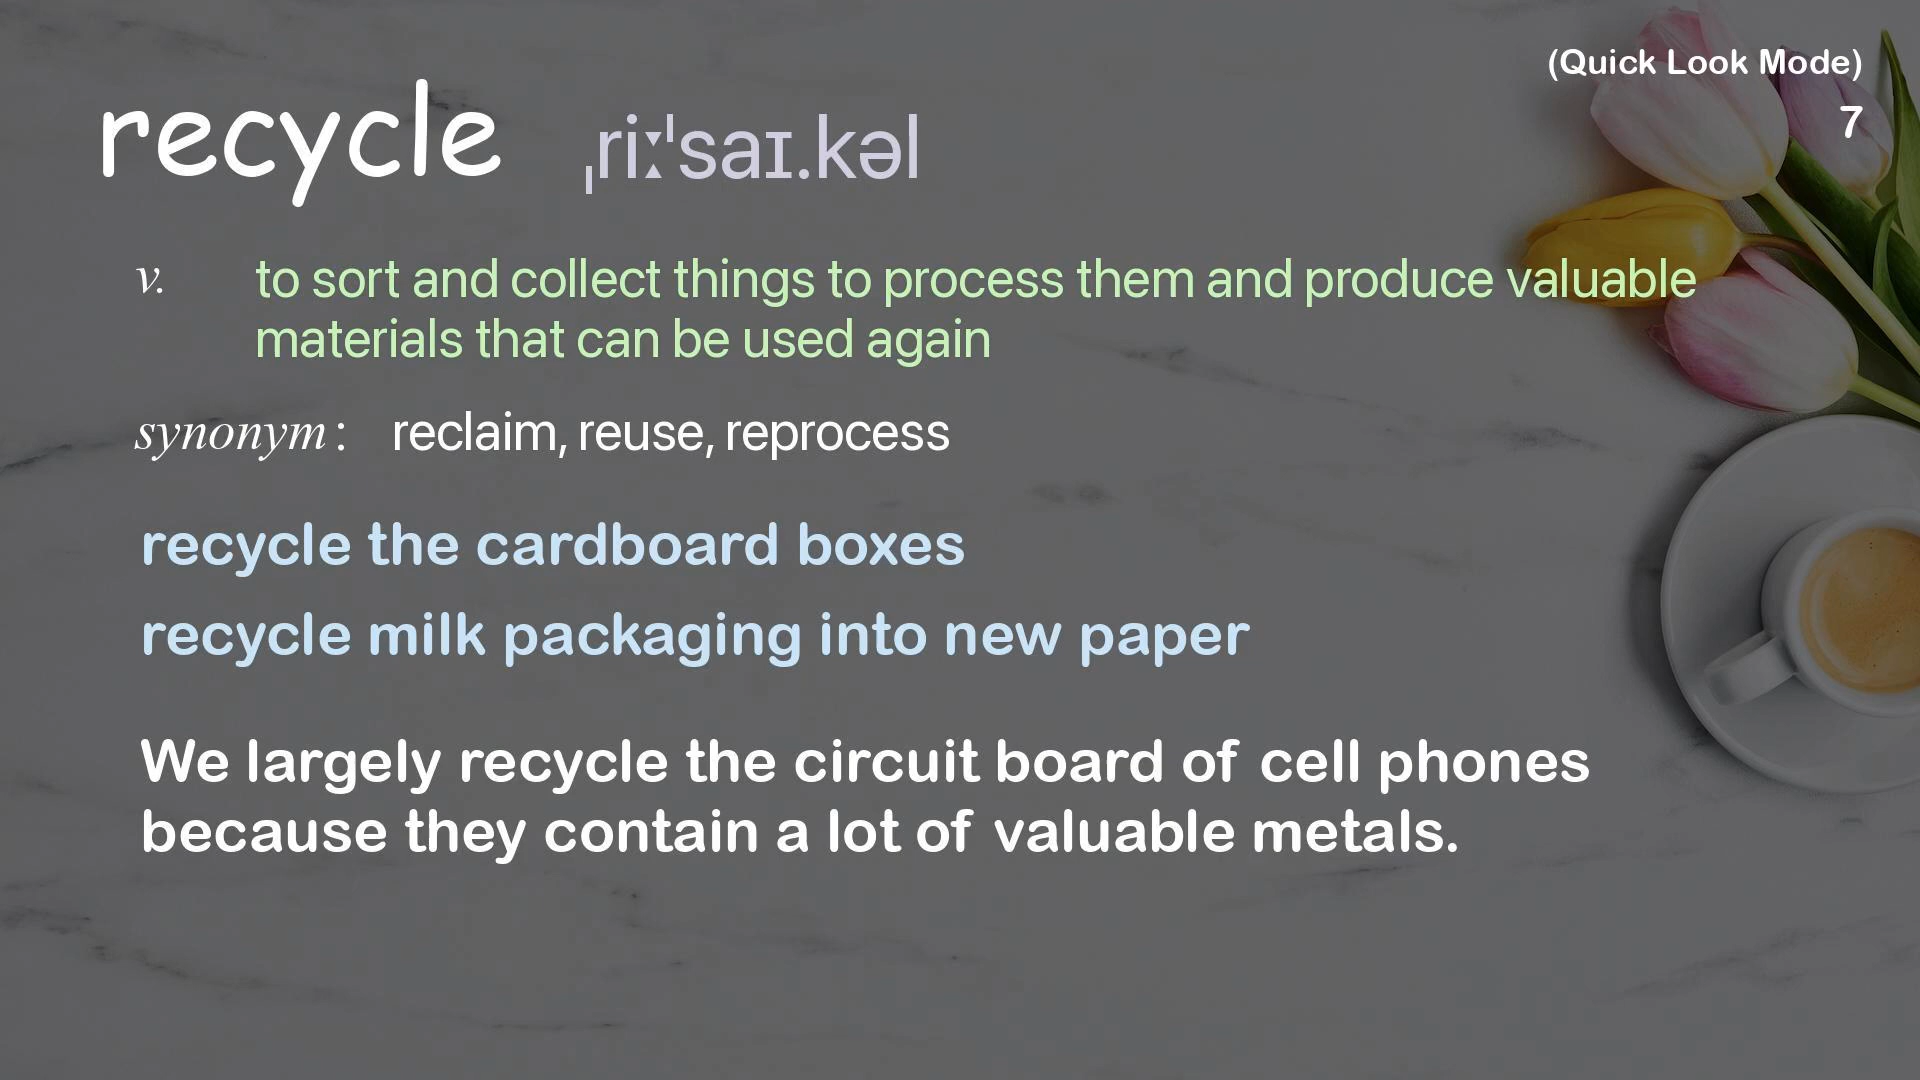 (Quick Look Mode)
7
recycle ˌriːˈsaɪ.kəl
v. to sort and collect things to process them and produce valuable
materials that can be used again
synonym : reclaim, reuse, reprocess
recycle the cardboard boxes
recycle milk packaging into new paper
We largely recycle the circuit board of cell phones
because they contain a lot of valuable metals.